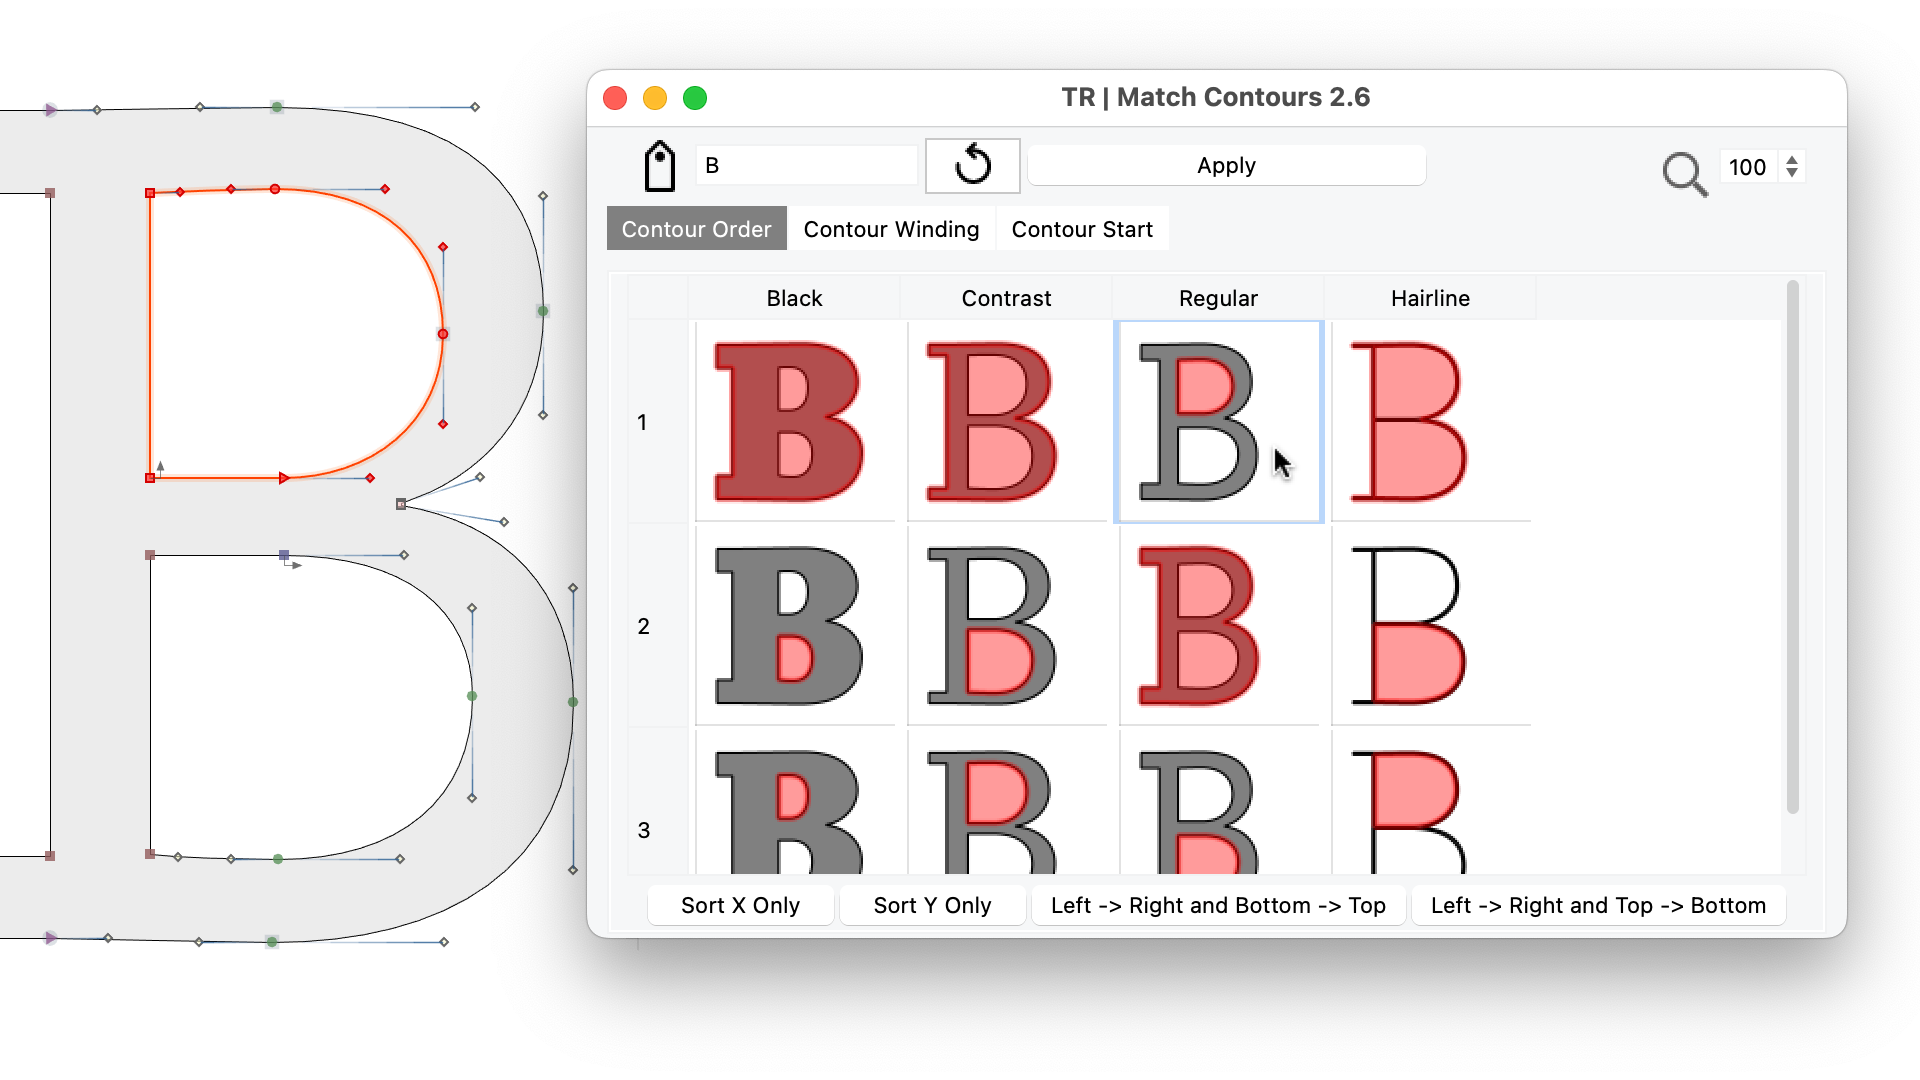 TR | Match Contours 2.6
B
Apply
100
Contour Order Contour Winding Contour Start
Black Contrast Regular Hairline
1
2
3
Sort X Only Sort Y Only Left -> Right and Bottom -> Top Left -> Right and Top -> Bottom